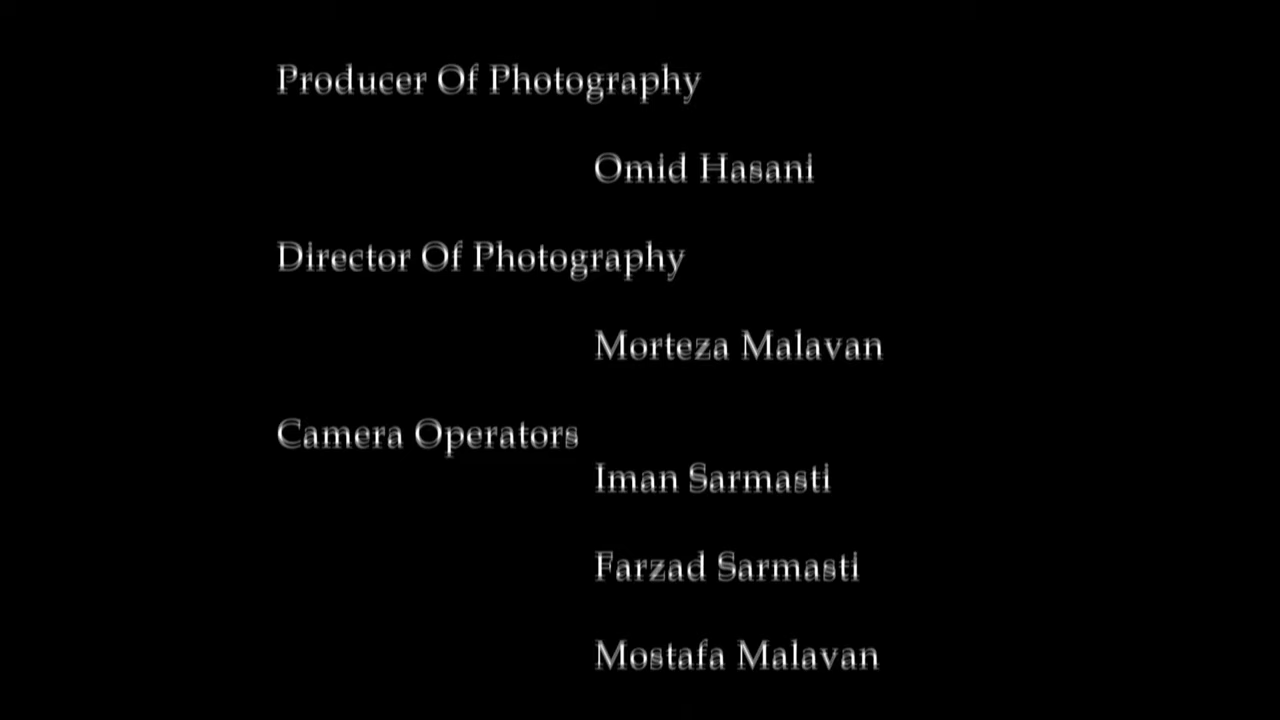 Producer Of Photography
Omid Hasani
Director Of Photography
Morteza Malavan
Camera Operators
Iman Sarmasti
Farzad Sarmasti
Mostafa Malavan